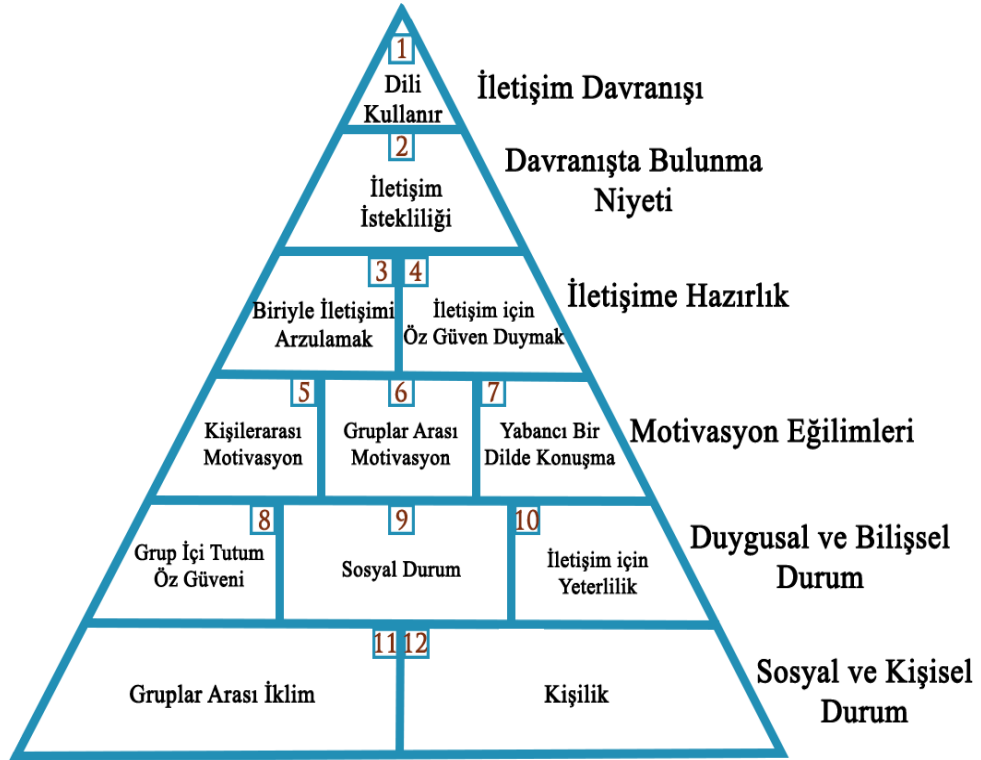 1
Dili
Kullanır
İletişim Davranışı
2
İletişim
İstekliliği
Davranışta Bulunma
Niyeti
3
Biriyle İletişimi
Arzulamak
4
İletişim için
Öz Güven Duymak
İletişime Hazırlık
5
Kişilerarası
Motivasyon
6
Gruplar Arası
Motivasyon
7
Yabancı Bir
Dilde Konuşma
Motivasyon Eğilimleri
8
Grup İçi Tutum
Öz Güveni
9
Sosyal Durum
10
İletişim için
Yeterlilik
Duygusal ve Bilişsel
Durum
11
Gruplar Arası İklim
12
Kişilik
Sosyal ve Kişisel
Durum